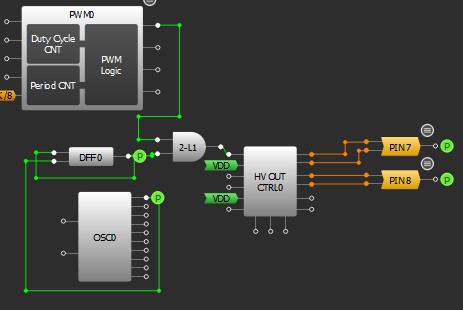 PWM0
Duty Cycle
CNT
PWM
Logic
Period CNT
/8
2-L1
PIN 7
DFF0
P
P
VDD
HV OUT
CTRL0
PIN 8
P
VDD
P
OSC0